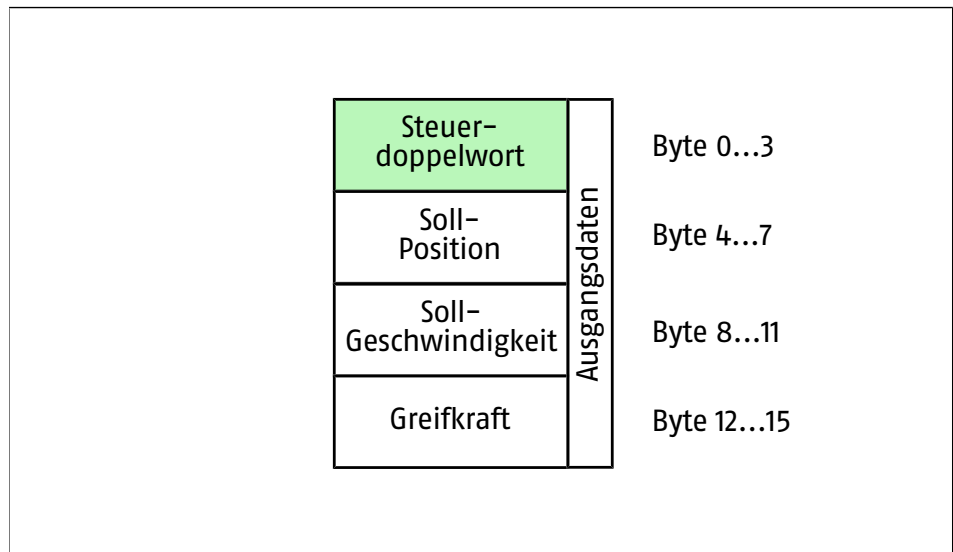 Steuer-
doppelwort
Byte 0...3
Soll-
Position
Byte 4...7
Soll-
Geschwindigkeit
Byte 8...11
Greifkraft
Byte 12...15
Ausgangsdaten